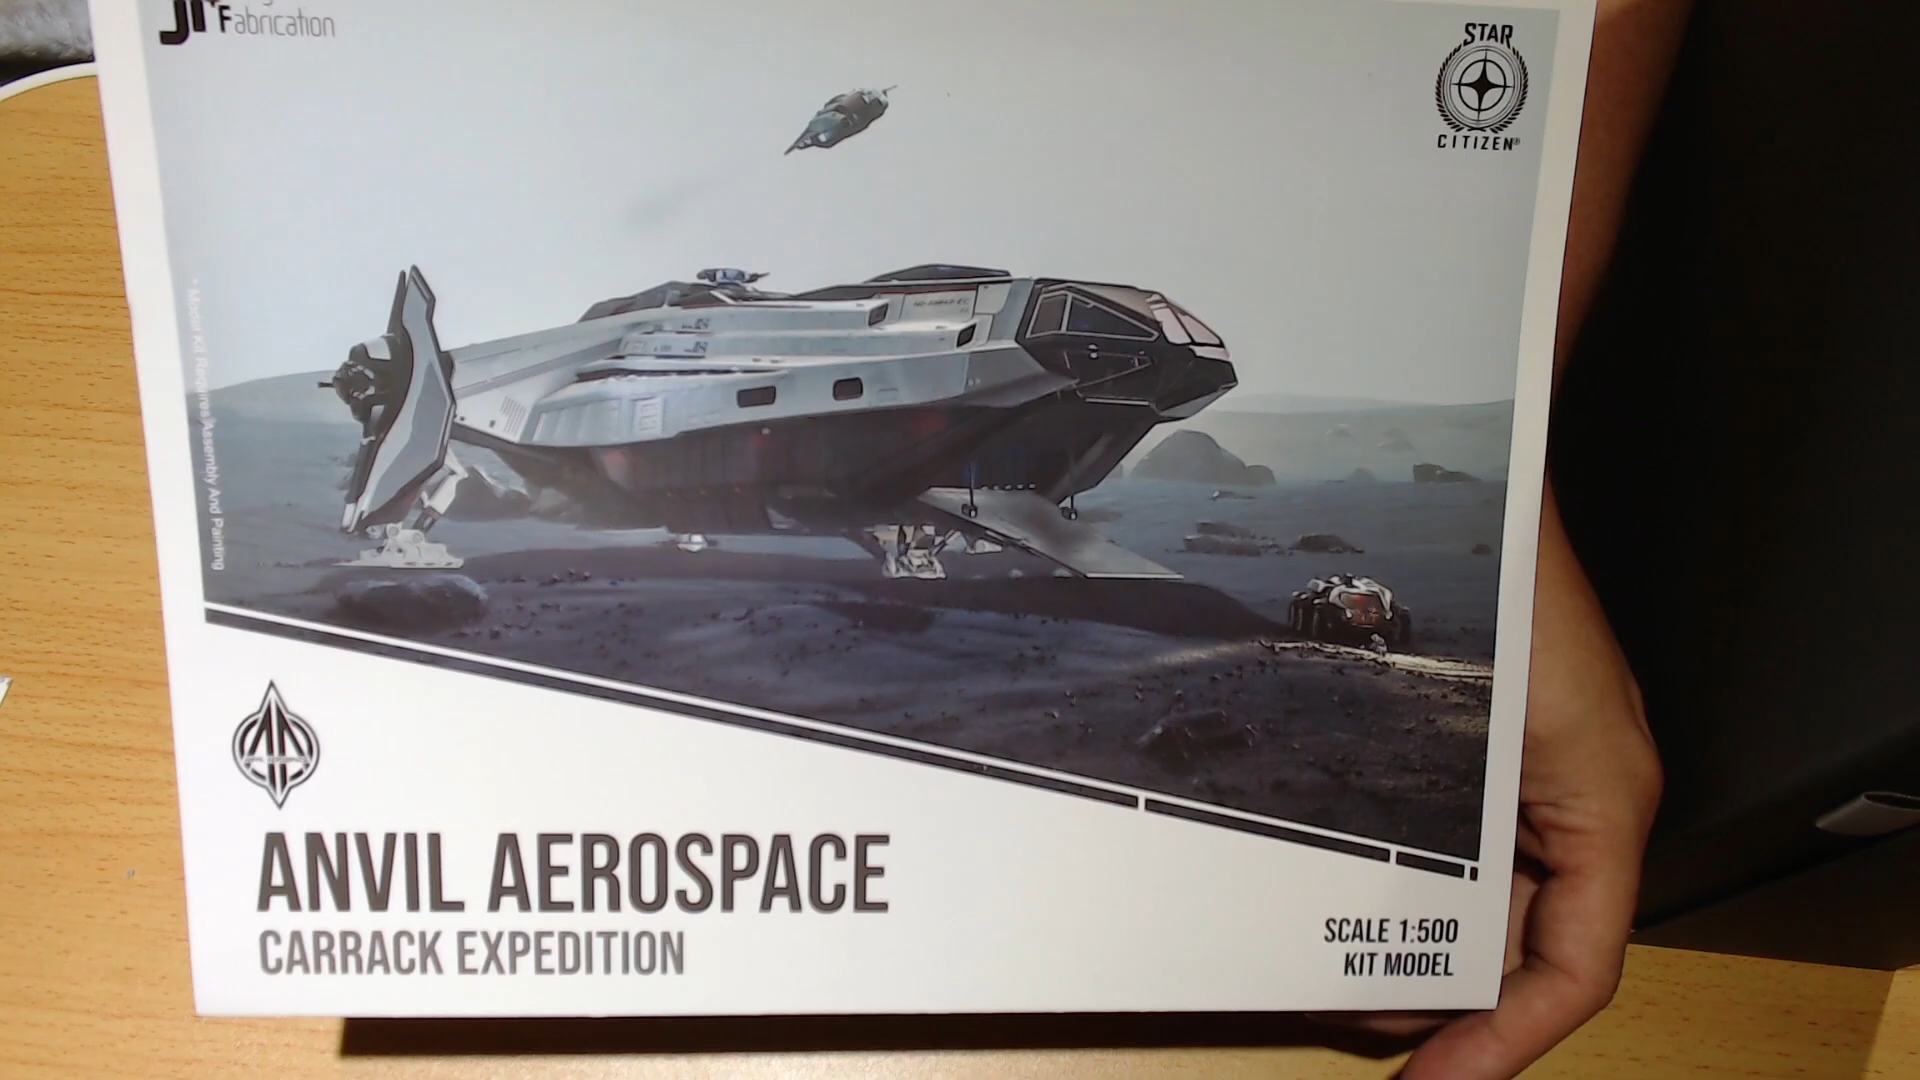 Fabrication
STAR
CITIZEN®
• Model Kit Requires Assembly And Painting
ANVIL AEROSPACE
CARRACK EXPEDITION
SCALE 1:500
KIT MODEL